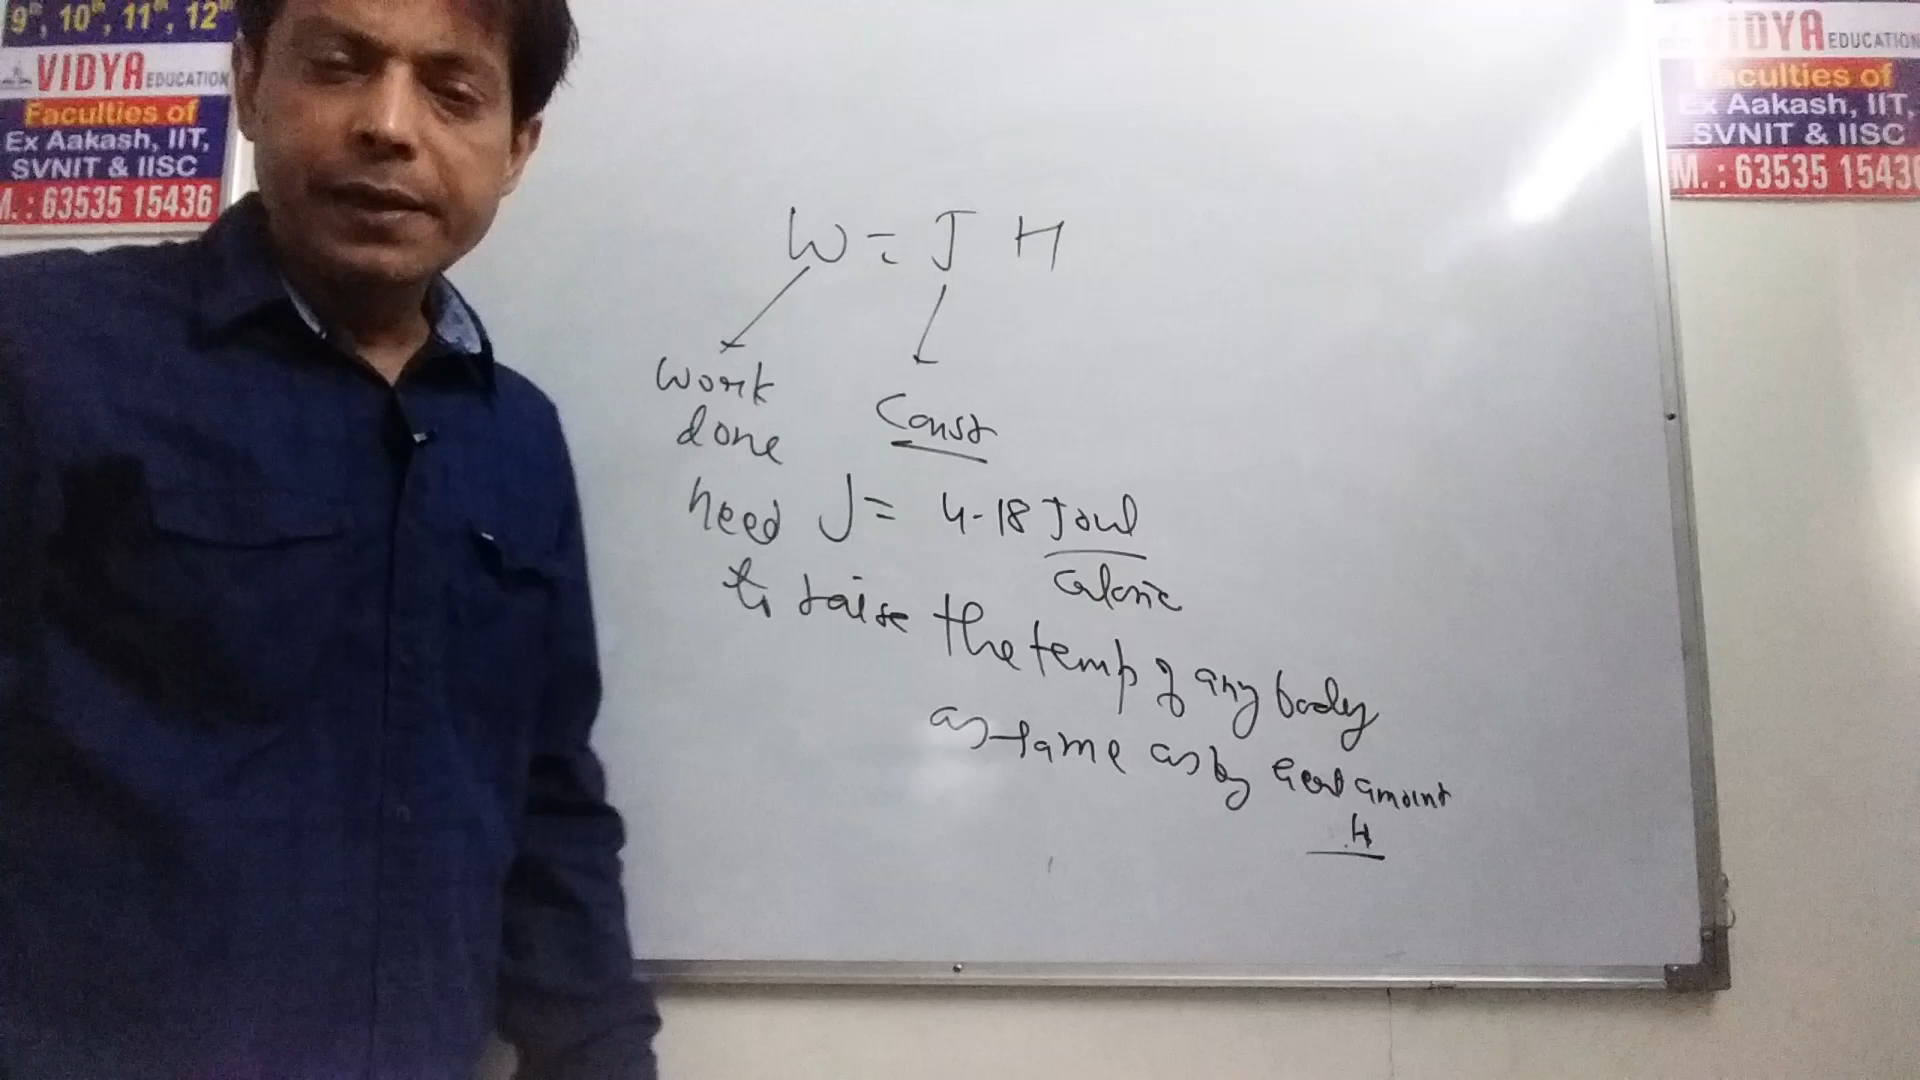 9th, 10th, 11th, 12th
VIDYA EDUCATION
Faculties of
Ex Aakash, IIT,
SVNIT & IISC
M.: 63535 15436
VIDYA EDUCATION
Faculties of
Ex Aakash, IIT,
SVNIT & IISC
M.: 63535 1543
W = J H
work
done
Const
need J = 4.18 Joul
Calorie
to raise the temp of any body
as same as by amount
H